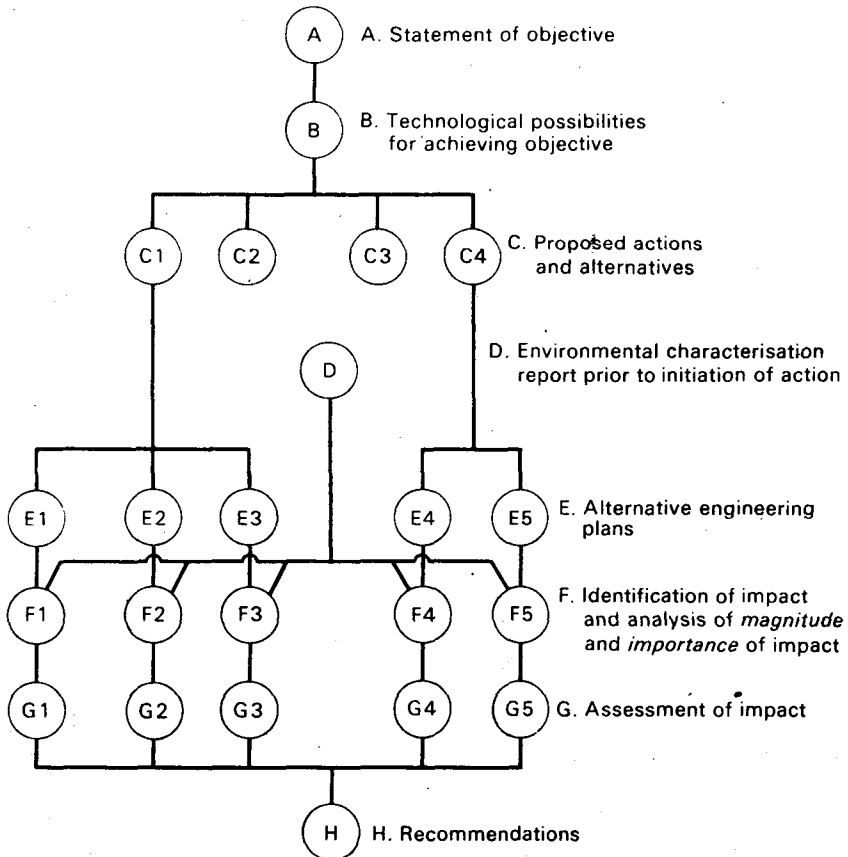 A A. Statement of objective
B B. Technological possibilities
for achieving objective
C1 C2 C3 C4 C. Proposed actions
and alternatives
D D. Environmental characterisation
report prior to initiation of action
E1 E2 E3 E4 E5 E. Alternative engineering
plans
F1 F2 F3 F4 F5 F. Identification of impact
and analysis of magnitude
and importance of impact
G1 G2 G3 G4 G5 G. Assessment of impact
H H. Recommendations